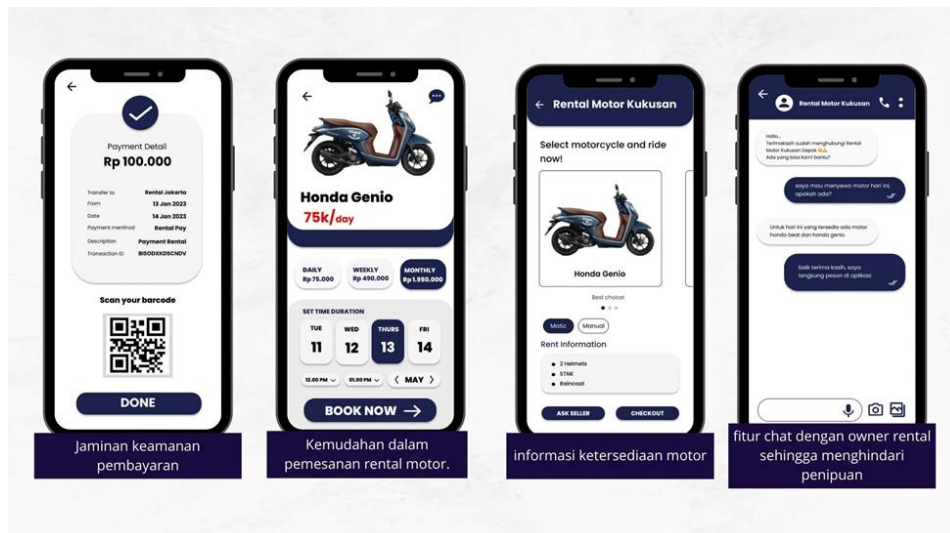 Payment Detail
Rp 100.000
Transfer to Rental Jakarta
From 13 Jan 2023
Date 14 Jan 2023
Payment menthod Rental Pay
Description Payment Rental
Transaction ID BISODXKDSCNDV
Scan your barcode
DONE
Jaminan keamanan
pembayaran
Honda Genio
75k/day
DAILY
Rp 75.000
WEEKLY
Rp 490.000
MONTHLY
Rp 1.950.000
SET TIME DURATION
TUE WED THURS FRI
11 12 13 14
12.00 PM 01.00 PM MAY
BOOK NOW
Kemudahan dalam
pemesanan rental motor.
Rental Motor Kukusan
Select motorcycle and ride
now!
Honda Genio
Best choice!
Matic Manual
Rent Information
2 Helmets
STNK
Raincoat
ASK SELLER CHECKOUT
informasi ketersediaan motor
Rental Motor Kukusan
Hallo,
Terimakasih sudah menghubungi Rental
Motor Kukusan Depok
Ada yang bisa kami bantu?
saya mau menyewa motor hari ini,
apakah ada?
Untuk hari ini yang tersedia ada motor
honda beat dan honda genio
baik terima kasih, saya
langsung pesan di aplikasi
fitur chat dengan owner rental
sehingga menghindari
penipuan